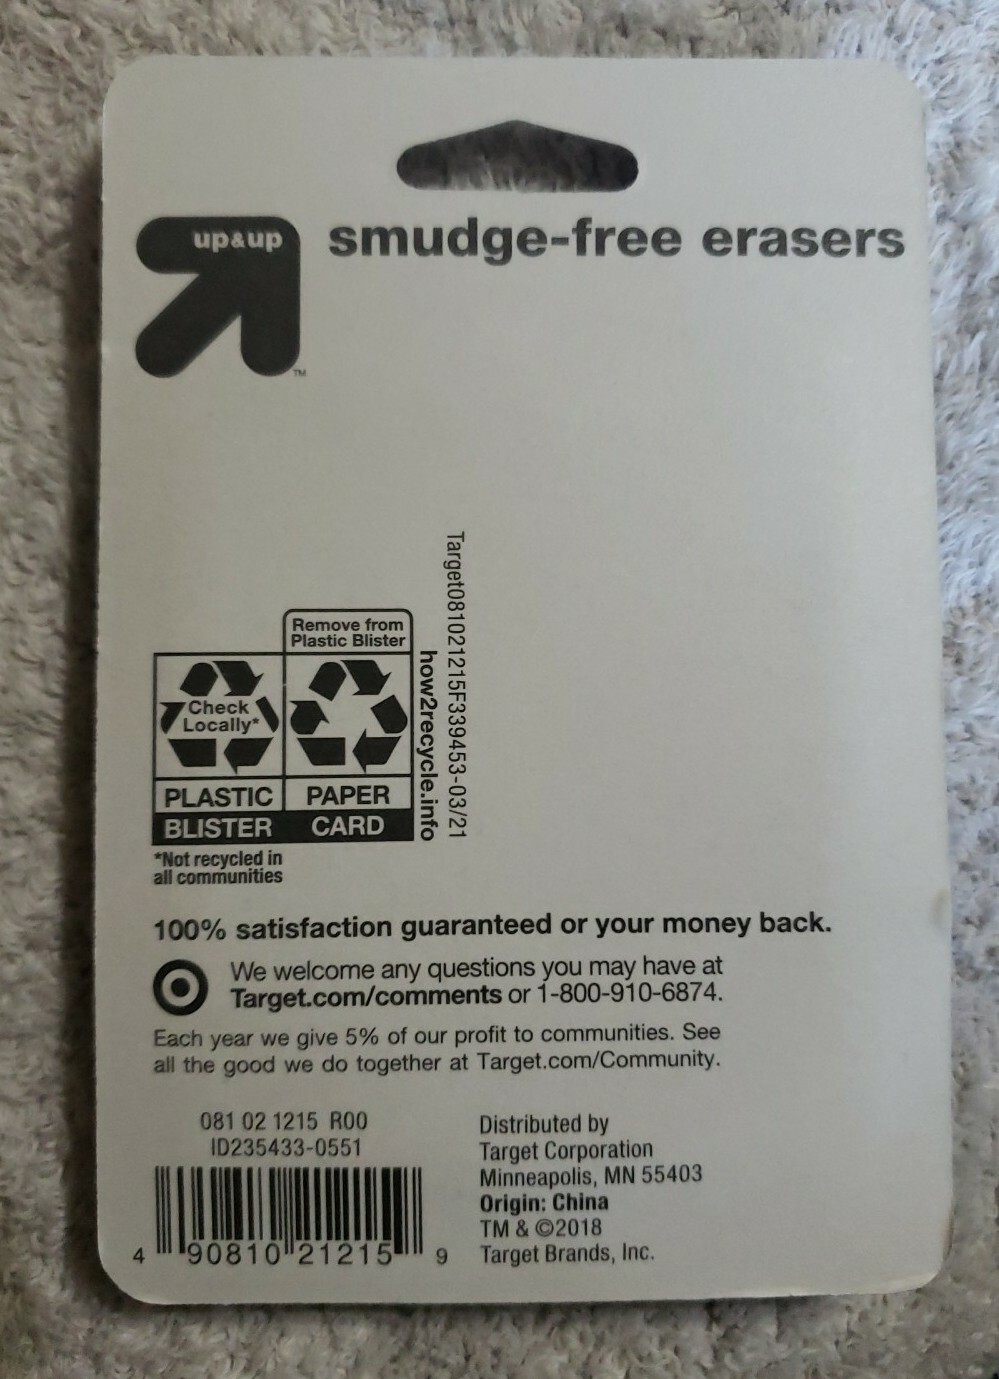 up&up
smudge-free erasers
TM
Target081021215F339453-03/21
how2recycle.info
Remove from
Plastic Blister
Check
Locally*
PLASTIC
PAPER
BLISTER
CARD
*Not recycled in
all communities
100% satisfaction guaranteed or your money back.
We welcome any questions you may have at
Target.com/comments or 1-800-910-6874.
Each year we give 5% of our profit to communities. See
all the good we do together at Target.com/Community.
081 02 1215 R00
ID235433-0551
4 90810 21215 9
Distributed by
Target Corporation
Minneapolis, MN 55403
Origin: China
TM & ©2018
Target Brands, Inc.